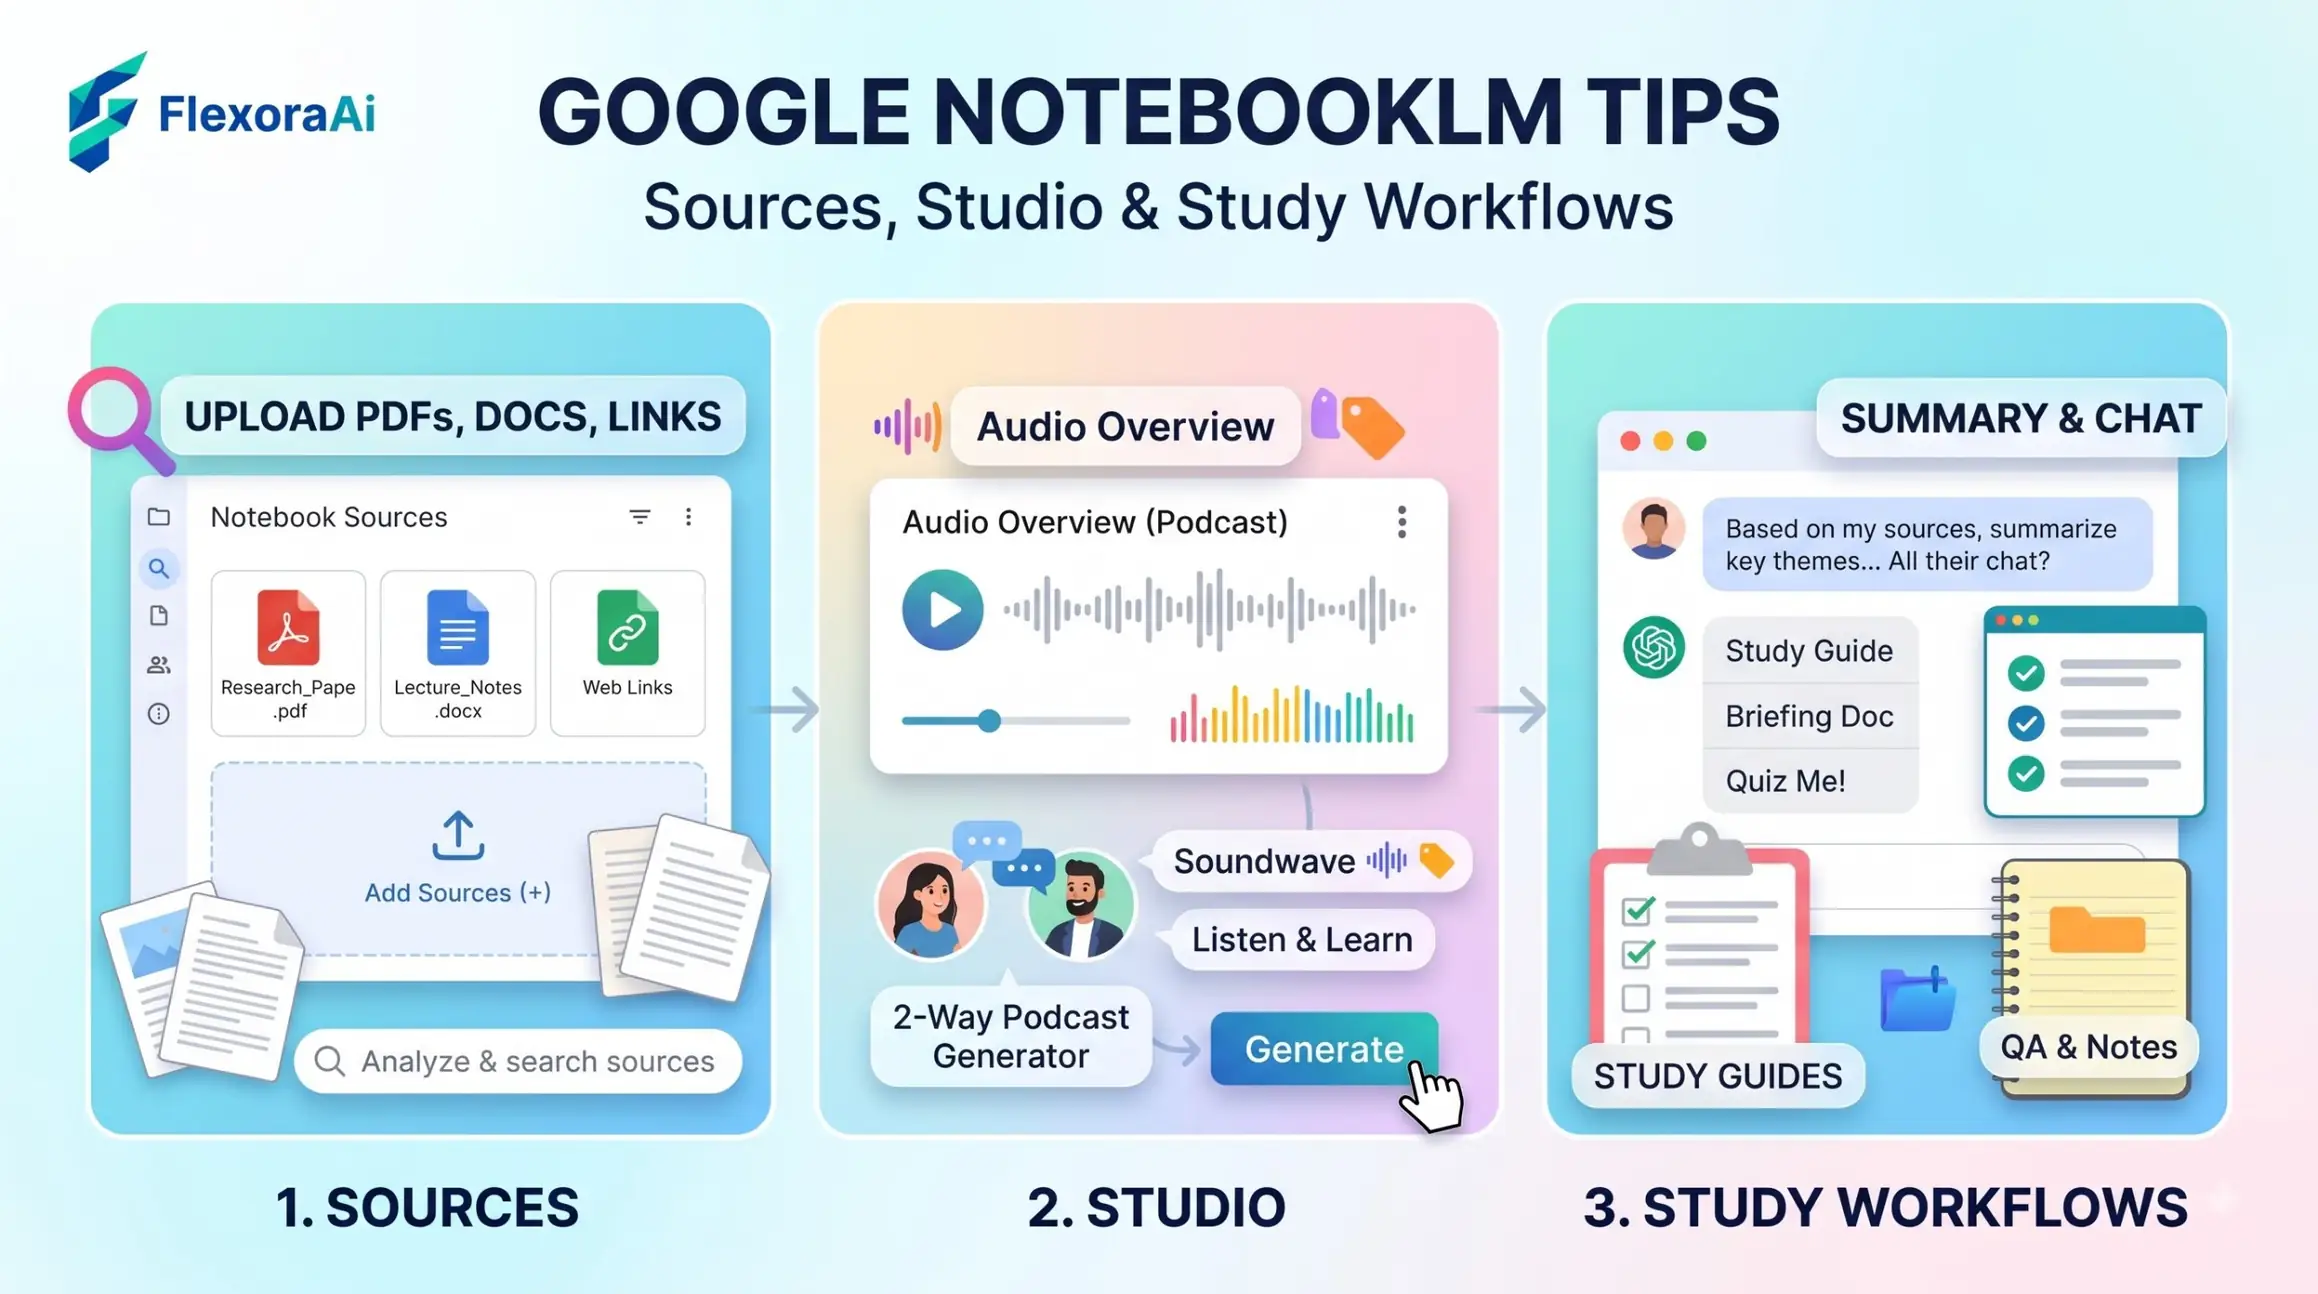 FlexoraAi
GOOGLE NOTEBOOKLM TIPS
Sources, Studio & Study Workflows
UPLOAD PDFs, DOCS, LINKS
Notebook Sources
Research_Pape
.pdf
Lecture_Notes
.docx
Web Links
Add Sources (+)
Analyze & search sources
1. SOURCES
Audio Overview
Audio Overview (Podcast)
Soundwave
Listen & Learn
2-Way Podcast
Generator
Generate
2. STUDIO
SUMMARY & CHAT
Based on my sources, summarize
key themes... All their chat?
Study Guide
Briefing Doc
Quiz Me!
STUDY GUIDES
QA & Notes
3. STUDY WORKFLOWS